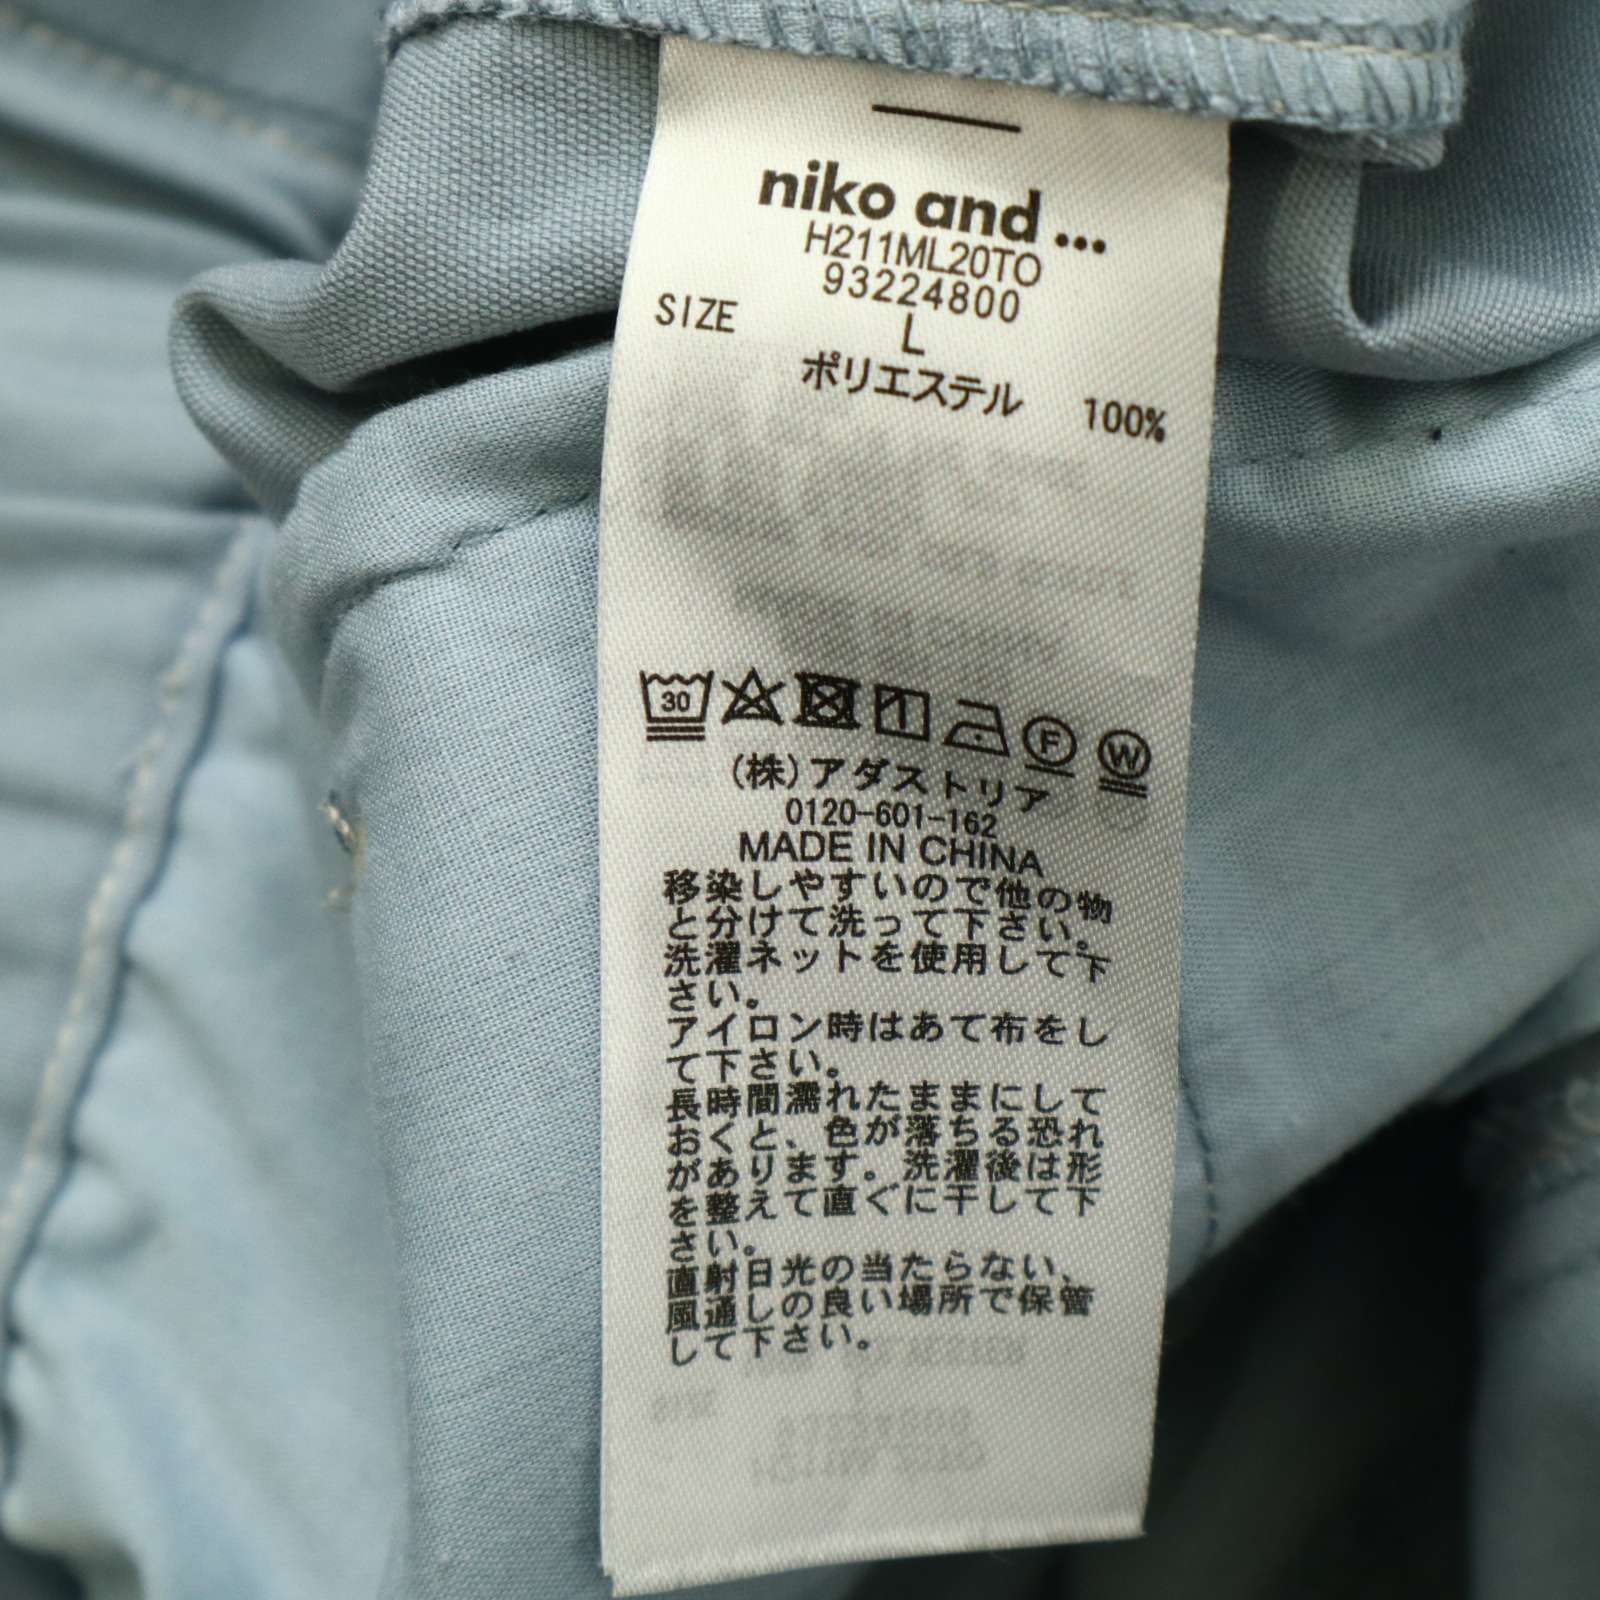 niko and ...
H211ML20TO
93224800
SIZE L
ポリエステル 100%
30
F W
(株)アダストリア
0120-601-162
MADE IN CHINA
移染しやすいので他の物
と分けて洗って下さい。
洗濯ネットを使用して下
さい。
アイロン時はあて布をし
て下さい。
長時間濡れたままにして
おくと、色が落ちる恐れ
があります。洗濯後は形
を整えて直ぐに干して下
さい。
直射日光の当たらない、
風通しの良い場所で保管
して下さい。